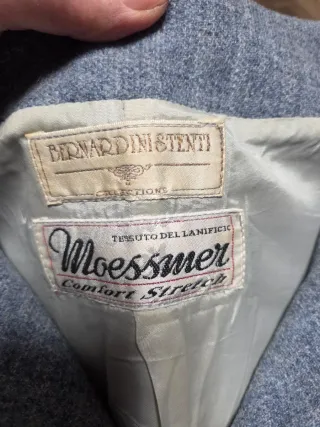 BERNARDINI STENTI
COLLECTIONS
TESSUTO DEL LANIFICIO
Moessmer
Comfort Stretch